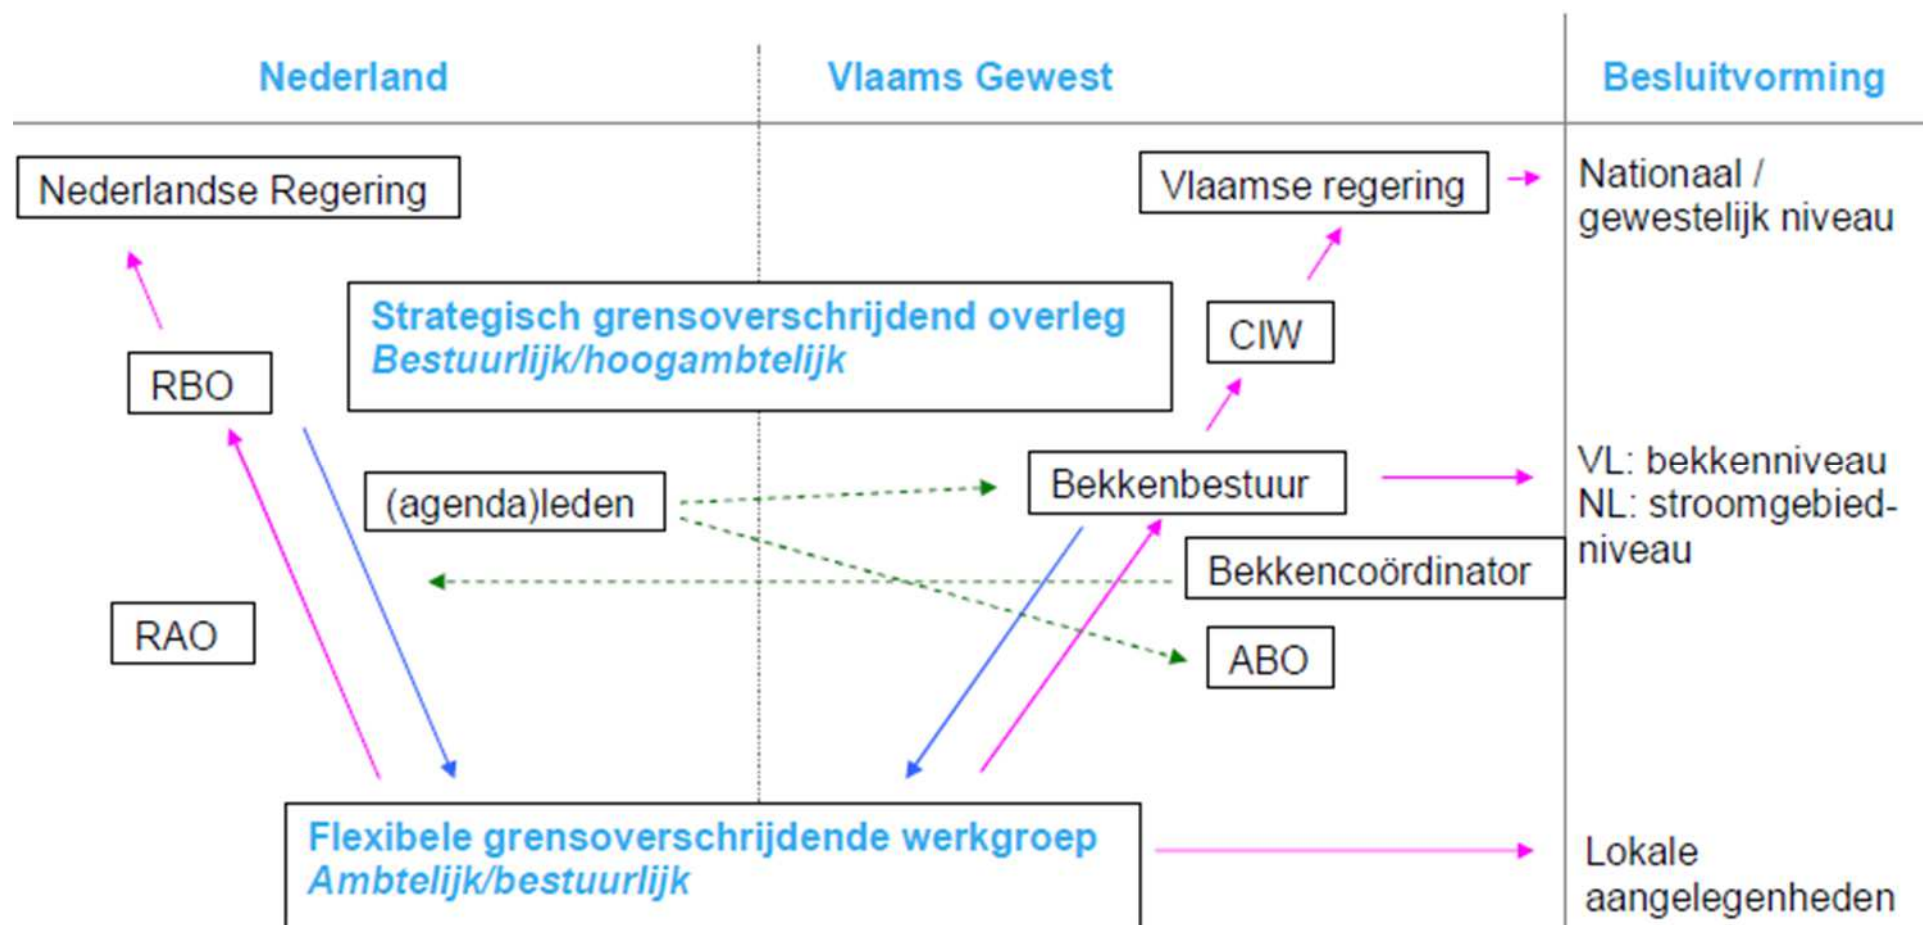 Nederland
Vlaams Gewest
Besluitvorming
Nederlandse Regering
Vlaamse regering
Nationaal /
gewestelijk niveau
Strategisch grensoverschrijdend overleg
Bestuurlijk/hoogambtelijk
CIW
RBO
(agenda)leden
Bekkenbestuur
VL: bekkenniveau
NL: stroomgebied-
niveau
Bekkencoördinator
RAO
ABO
Flexibele grensoverschrijdende werkgroep
Ambtelijk/bestuurlijk
Lokale
aangelegenheden